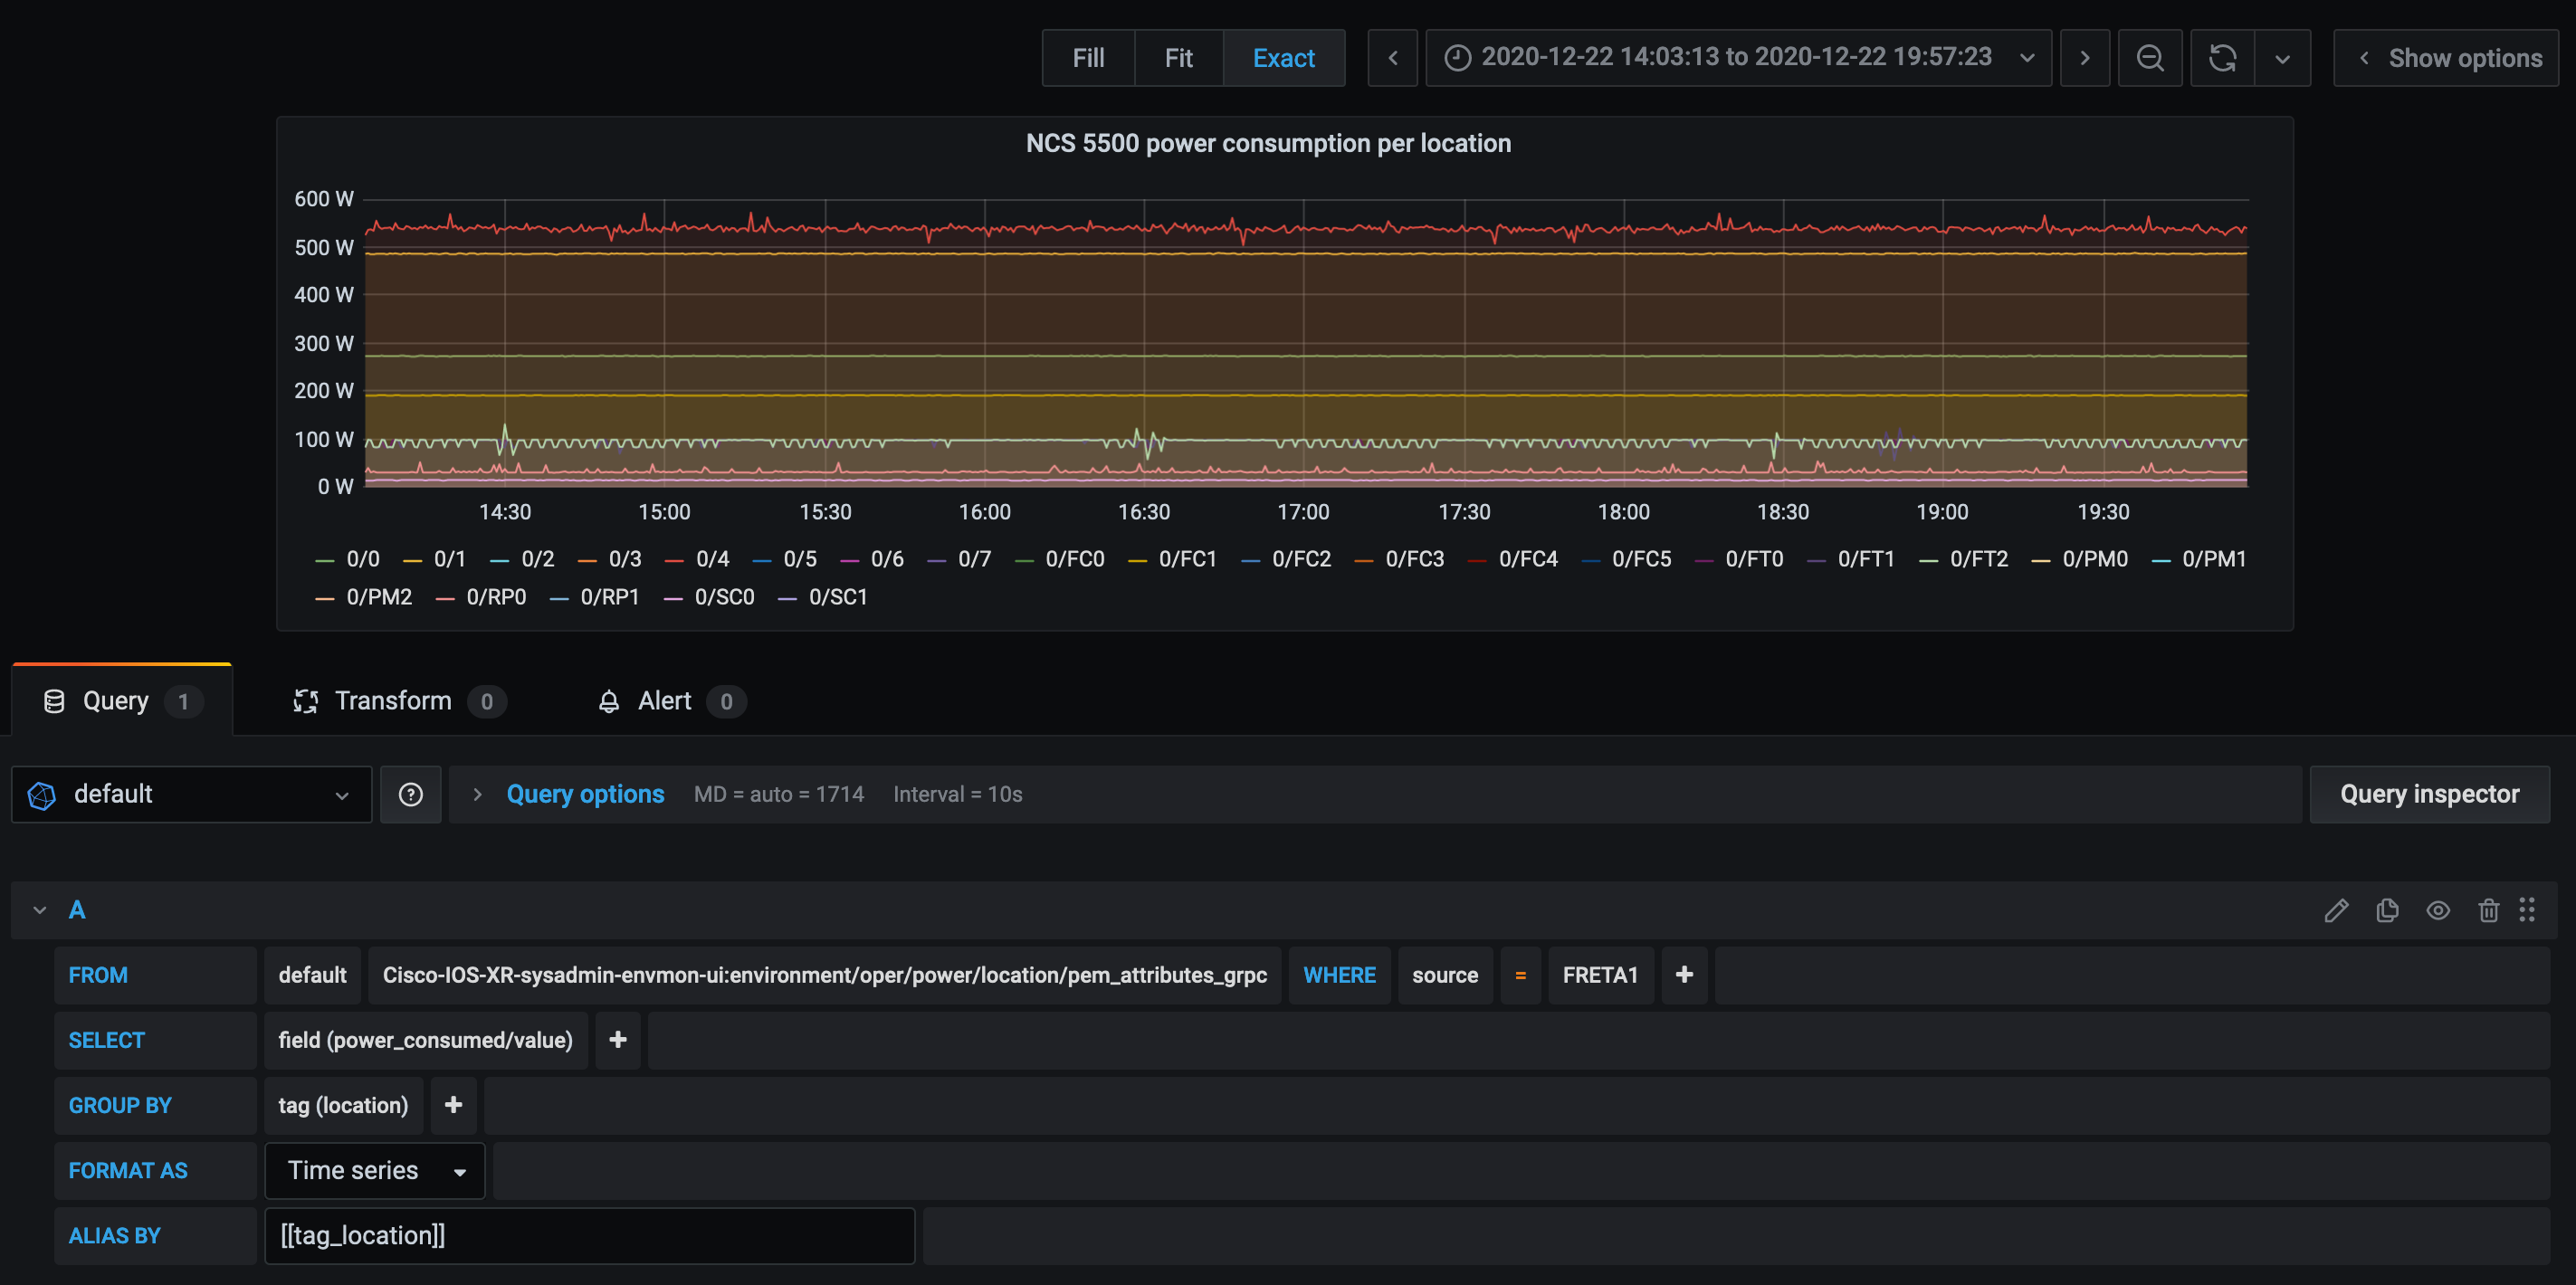 Fill Fit Exact 2020-12-22 14:03:13 to 2020-12-22 19:57:23 Show options
NCS 5500 power consumption per location
600 W
500 W
400 W
300 W
200 W
100 W
0 W
14:30 15:00 15:30 16:00 16:30 17:00 17:30 18:00 18:30 19:00 19:30
0/0 0/1 0/2 0/3 0/4 0/5 0/6 0/7 0/FC0 0/FC1 0/FC2 0/FC3 0/FC4 0/FC5 0/FT0 0/FT1 0/FT2 0/PM0 0/PM1
0/PM2 0/RP0 0/RP1 0/SC0 0/SC1
Query 1 Transform 0 Alert 0
default ? Query options MD = auto = 1714 Interval = 10s Query inspector
A
FROM default Cisco-IOS-XR-sysadmin-envmon-ui:environment/oper/power/location/pem_attributes_grpc WHERE source = FRETA1 +
SELECT field (power_consumed/value) +
GROUP BY tag (location) +
FORMAT AS Time series
ALIAS BY [[tag_location]]